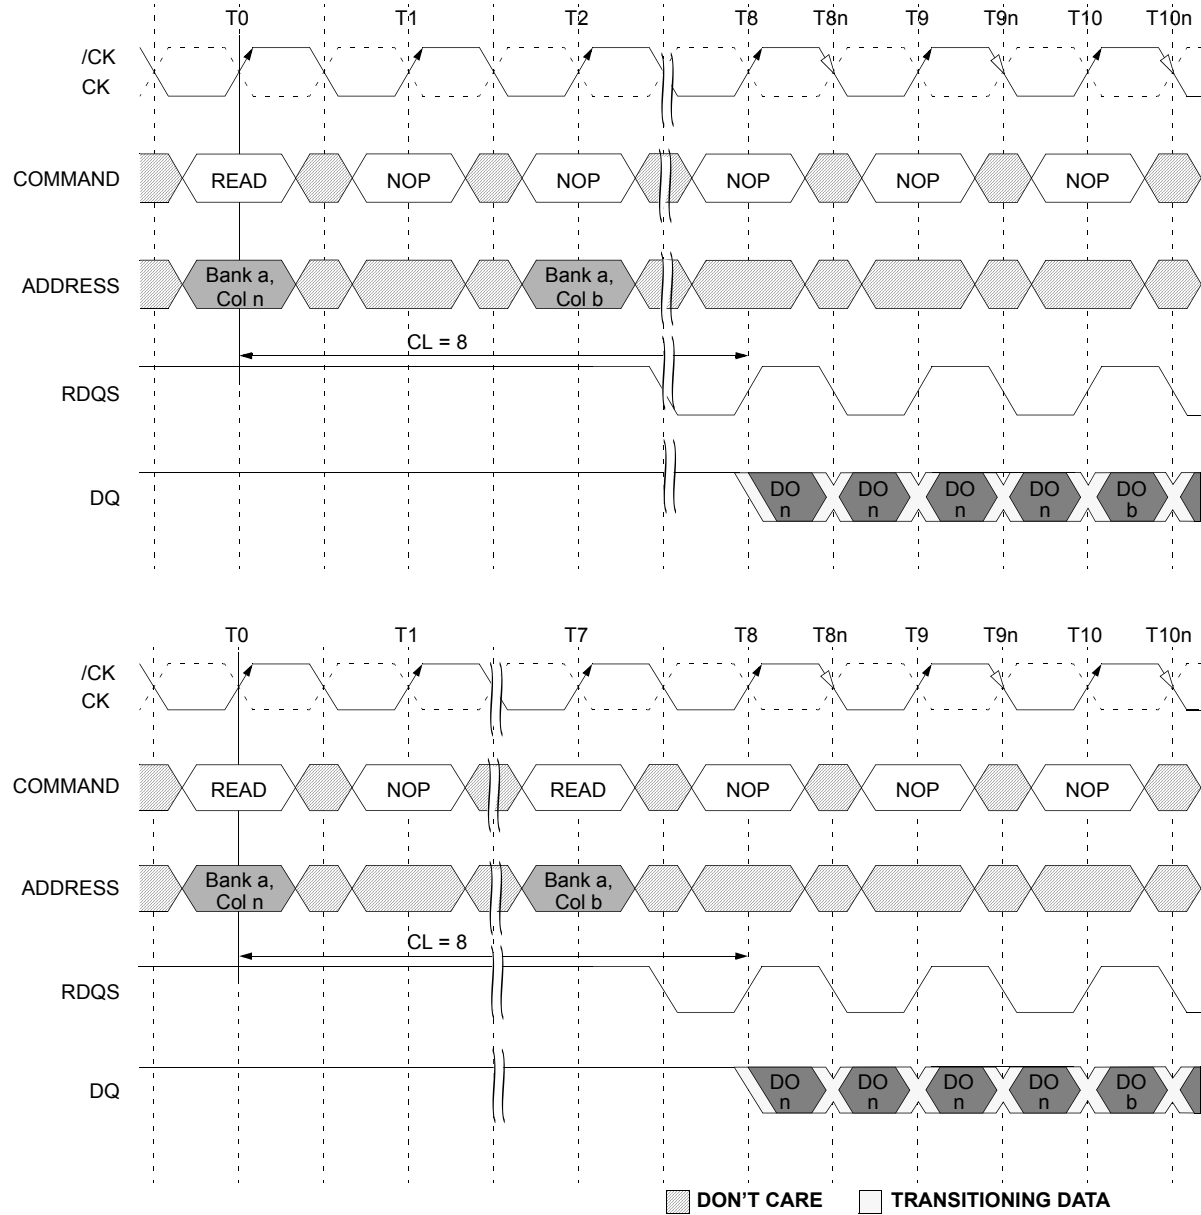 T0 T1 T2 T8 T8n T9 T9n T10 T10n
/CK
CK
COMMAND READ NOP NOP NOP NOP NOP
ADDRESS Bank a, Col n Bank a, Col b
CL = 8
RDQS
DQ DO n DO n DO n DO n DO b
T0 T1 T7 T8 T8n T9 T9n T10 T10n
/CK
CK
COMMAND READ NOP READ NOP NOP NOP
ADDRESS Bank a, Col n Bank a, Col b
CL = 8
RDQS
DQ DO n DO n DO n DO n DO b
DON'T CARE TRANSITIONING DATA